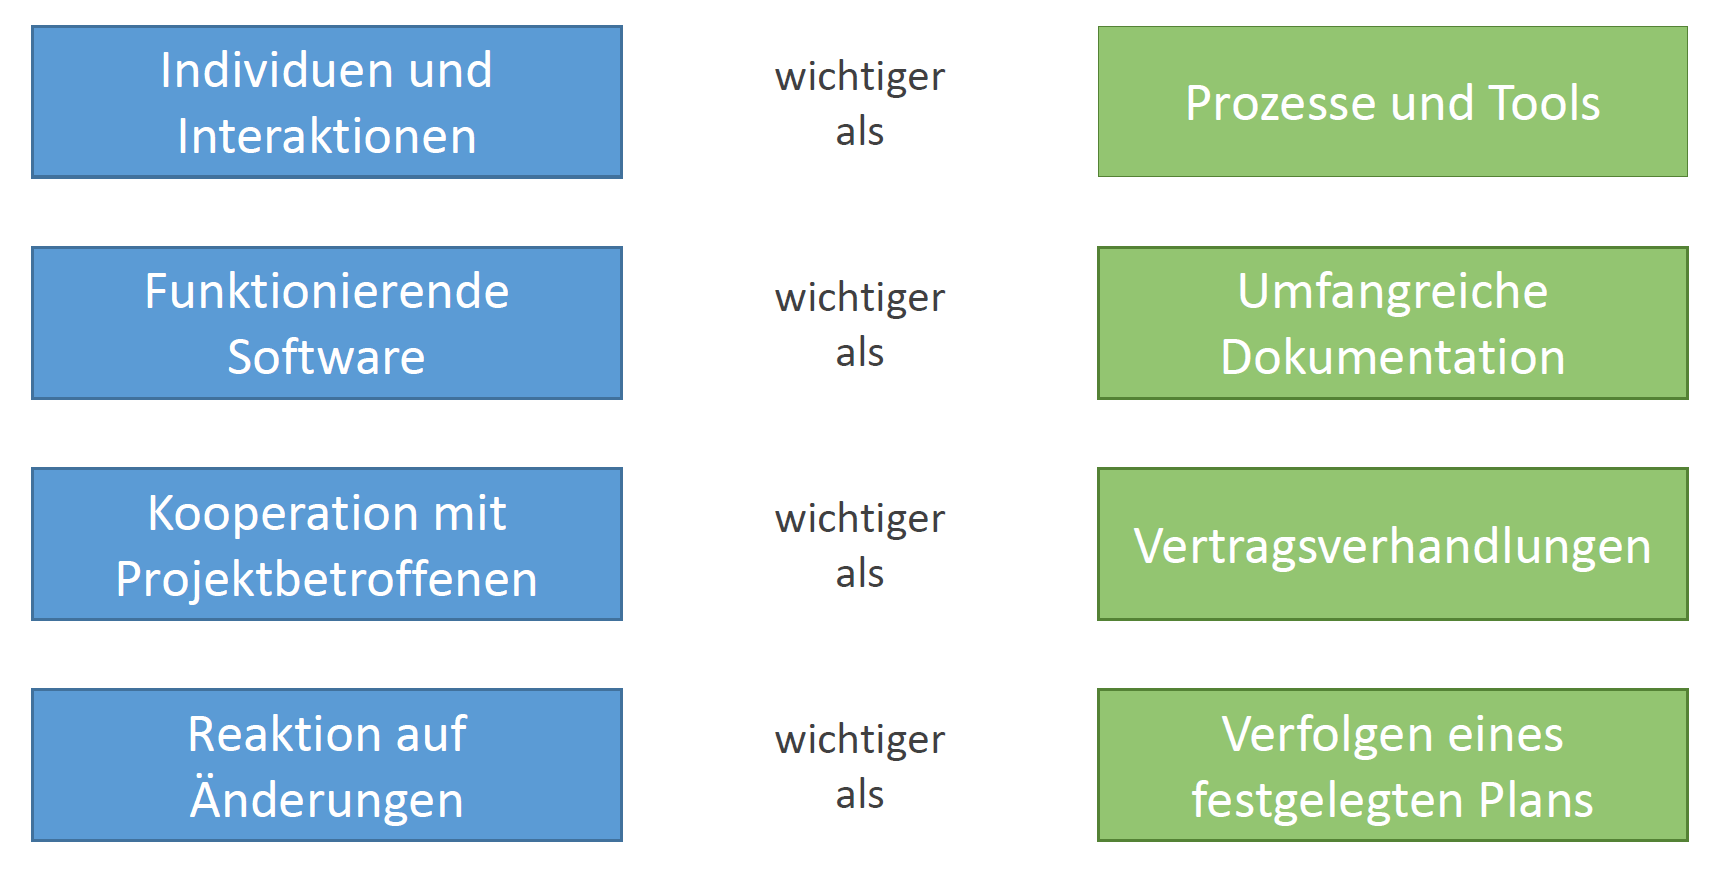 Individuen und
Interaktionen
wichtiger
als
Prozesse und Tools
Funktionierende
Software
wichtiger
als
Umfangreiche
Dokumentation
Kooperation mit
Projektbetroffenen
wichtiger
als
Vertragsverhandlungen
Reaktion auf
Änderungen
wichtiger
als
Verfolgen eines
festgelegten Plans